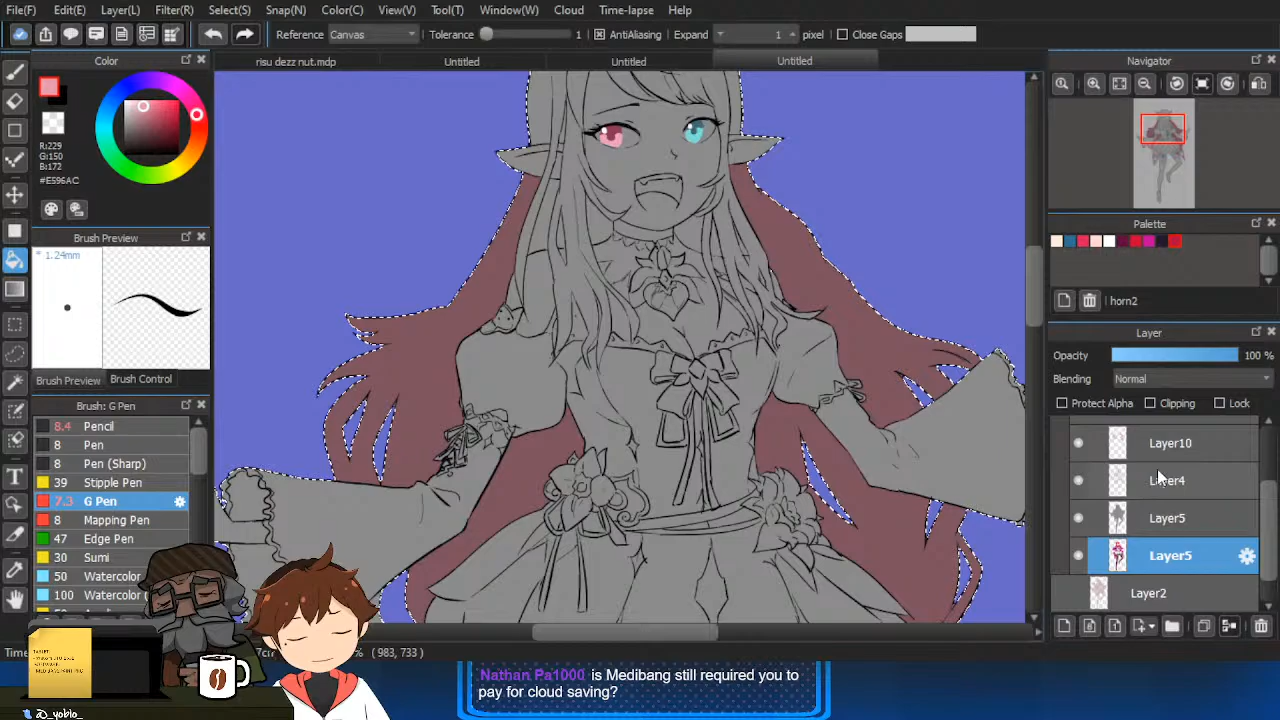 File(F) Edit(E) Layer(L) Filter(R) Select(S) Snap(N) Color(C) View(V) Tool(T) Window(W) Cloud Time-lapse Help
Reference Canvas Tolerance 1 AntiAliasing Expand 1 pixel Close Gaps
Color
risu dezz nut.mdp Untitled Untitled Untitled
Navigator
R:229
G:150
B:172
#E596AC
Palette
Brush Preview
* 1.24mm
horn2
Layer
Opacity 100 %
Brush Preview Brush Control
Blending Normal
Protect Alpha Clipping Lock
Brush: G Pen
8.4 Pencil
8 Pen
8 Pen (Sharp)
39 Stipple Pen
7.3 G Pen
8 Mapping Pen
47 Edge Pen
30 Sumi
50 Watercolor
100 Watercolor
Layer10
Layer4
Layer5
Layer5
Layer2
% ( 983, 733 )
Nathan Pa1000 is Medibang still required you to
pay for cloud saving?